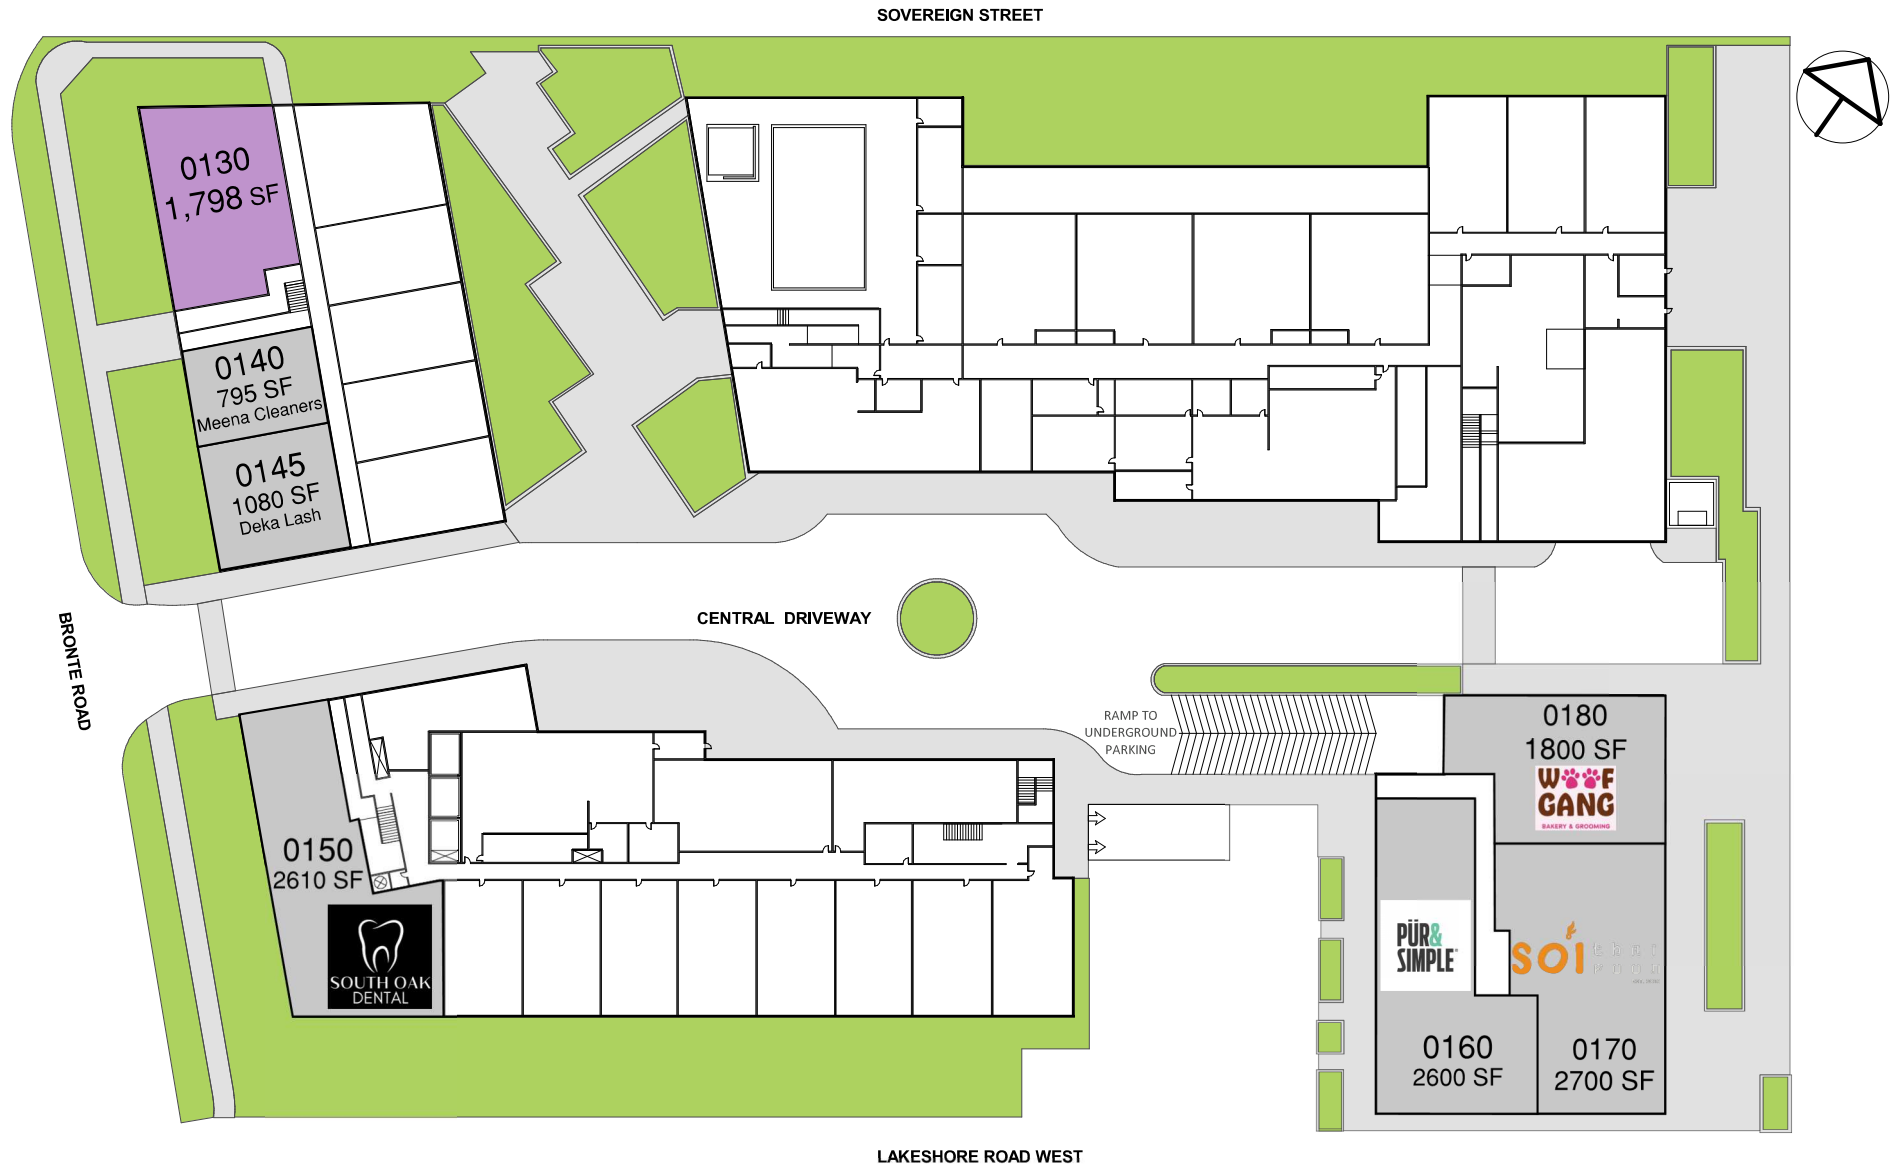 SOVEREIGN STREET
0130
1,798 SF
0140
795 SF
Meena Cleaners
0145
1080 SF
Deka Lash
CENTRAL DRIVEWAY
BRONTE ROAD
RAMP TO
UNDERGROUND
PARKING
0180
1800 SF
WOOF
GANG
BAKERY & GROOMING
0150
2610 SF
SOUTH OAK
DENTAL
PÜR&
SIMPLE
soi
thai
0160
2600 SF
0170
2700 SF
LAKESHORE ROAD WEST